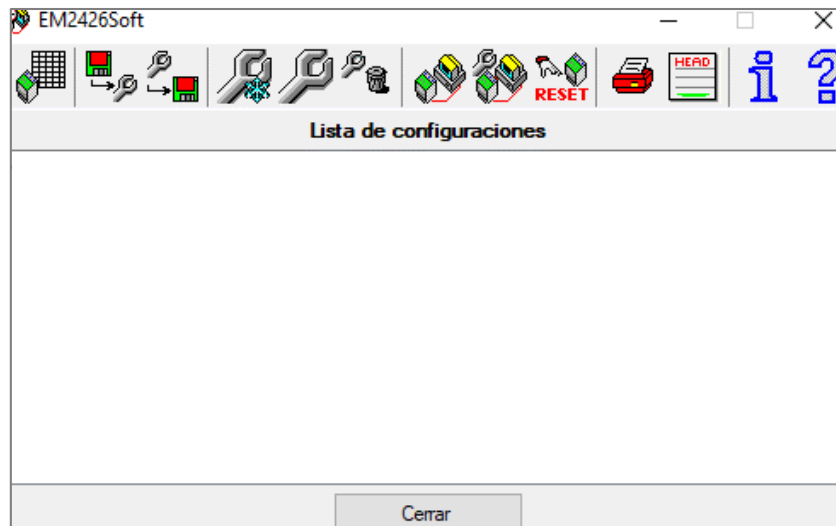 EM2426Soft
HEAD
RESET
Lista de configuraciones
Cerrar